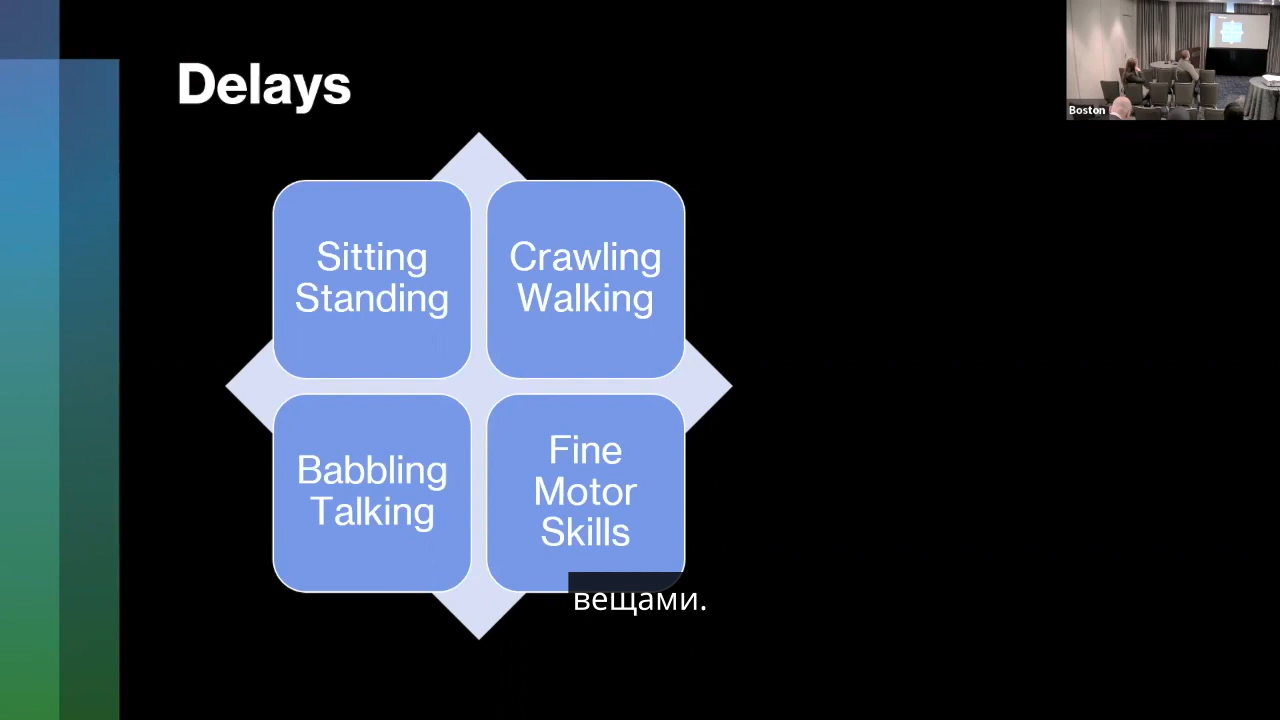 Delays
Boston
Sitting
Standing
Crawling
Walking
Babbling
Talking
Fine
Motor
Skills
вещами.